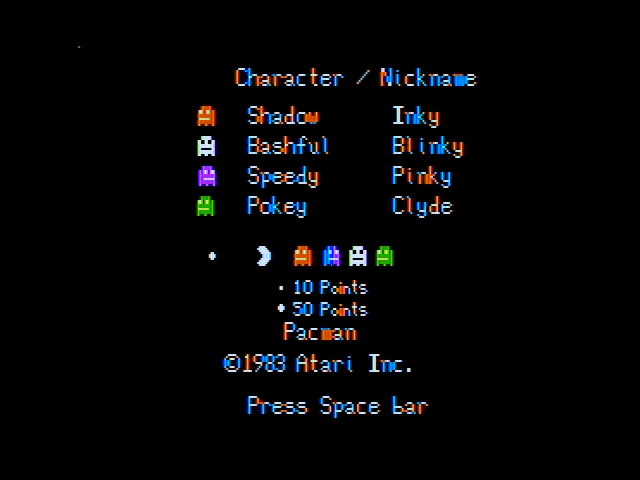 Character / Nickname
Shadow Inky
Bashful Blinky
Speedy Pinky
Pokey Clyde
10 Points
50 Points
Pacman
©1983 Atari Inc.
Press Space bar